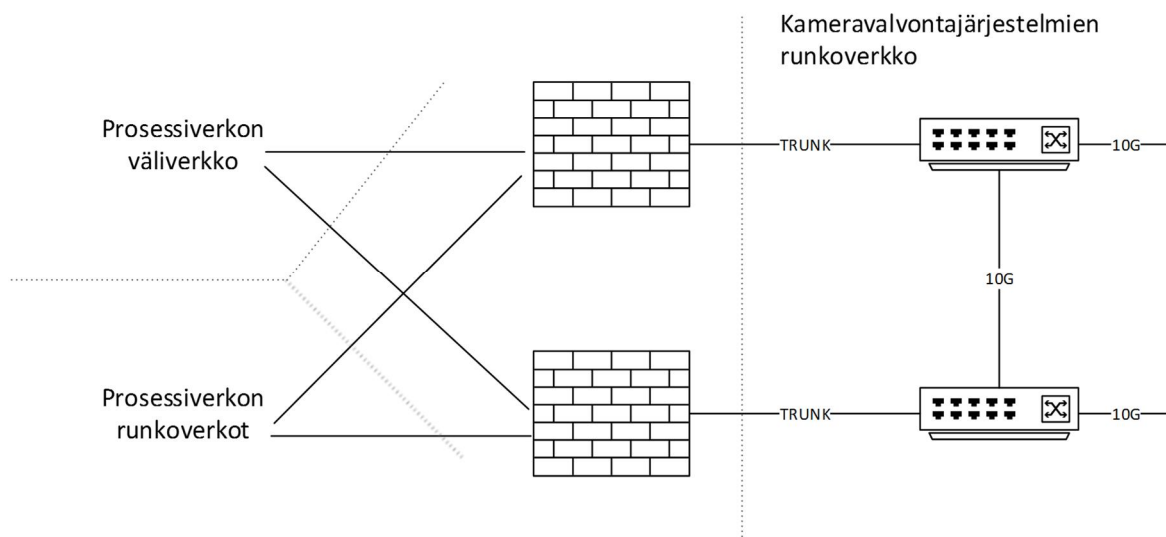 Kameravalvontajärjestelmien
runkoverkko
Prosessiverkon
väliverkko
TRUNK
10G
10G
Prosessiverkon
runkoverkot
TRUNK
10G